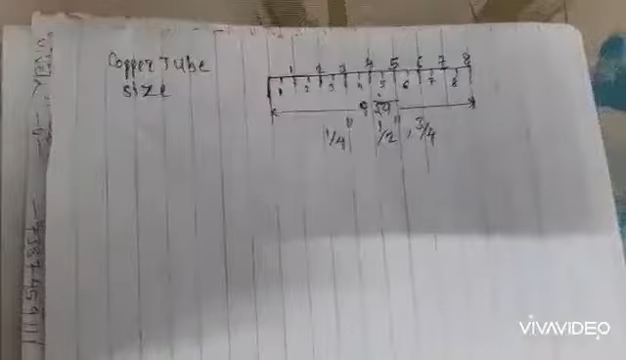 Copper Tube
size
1 2 3 4 5 6 7 8
1 2 3 4 5 6 7 8
1/4" 1/2" , 3/4
VIVAVIDEO